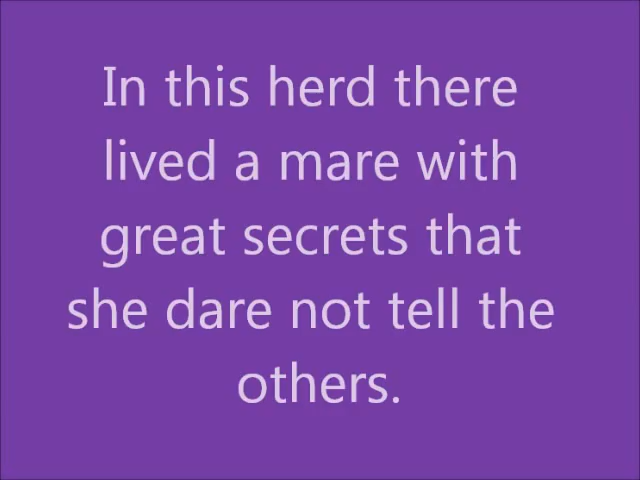 In this herd there
lived a mare with
great secrets that
she dare not tell the
others.